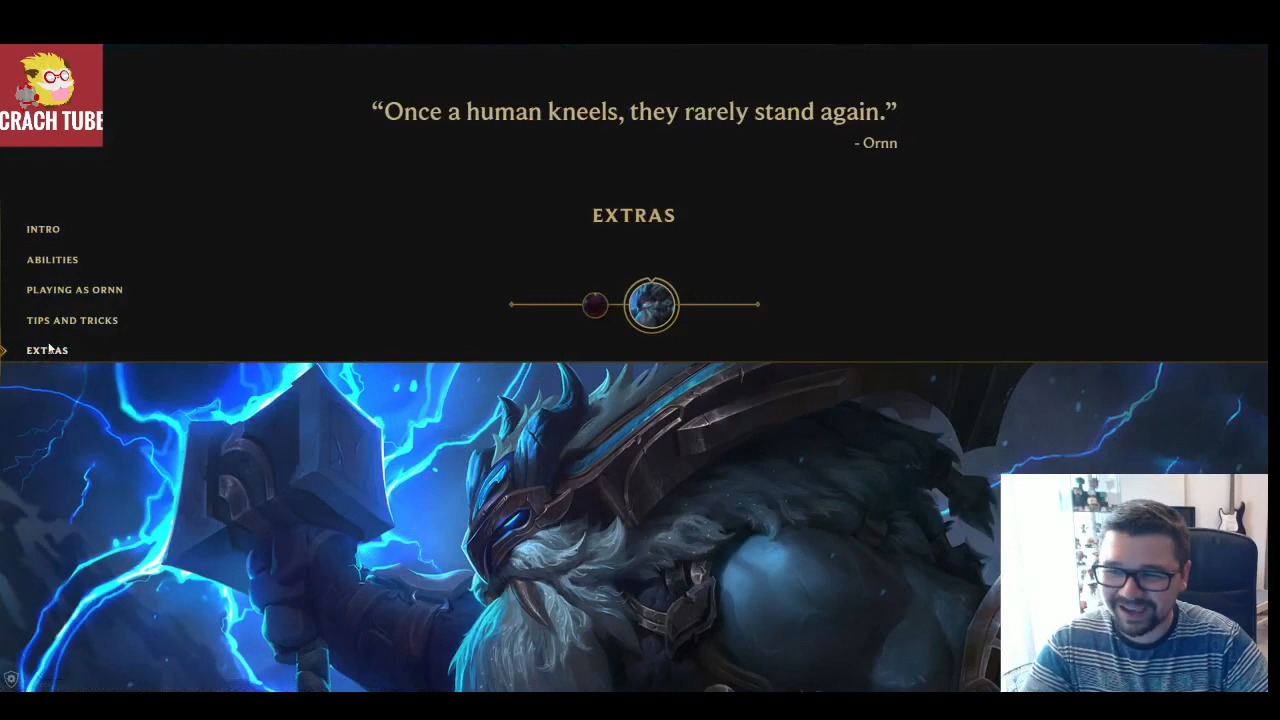 CRACH TUBE
“Once a human kneels, they rarely stand again.”
- Ornn
EXTRAS
INTRO
ABILITIES
PLAYING AS ORNN
TIPS AND TRICKS
EXTRAS